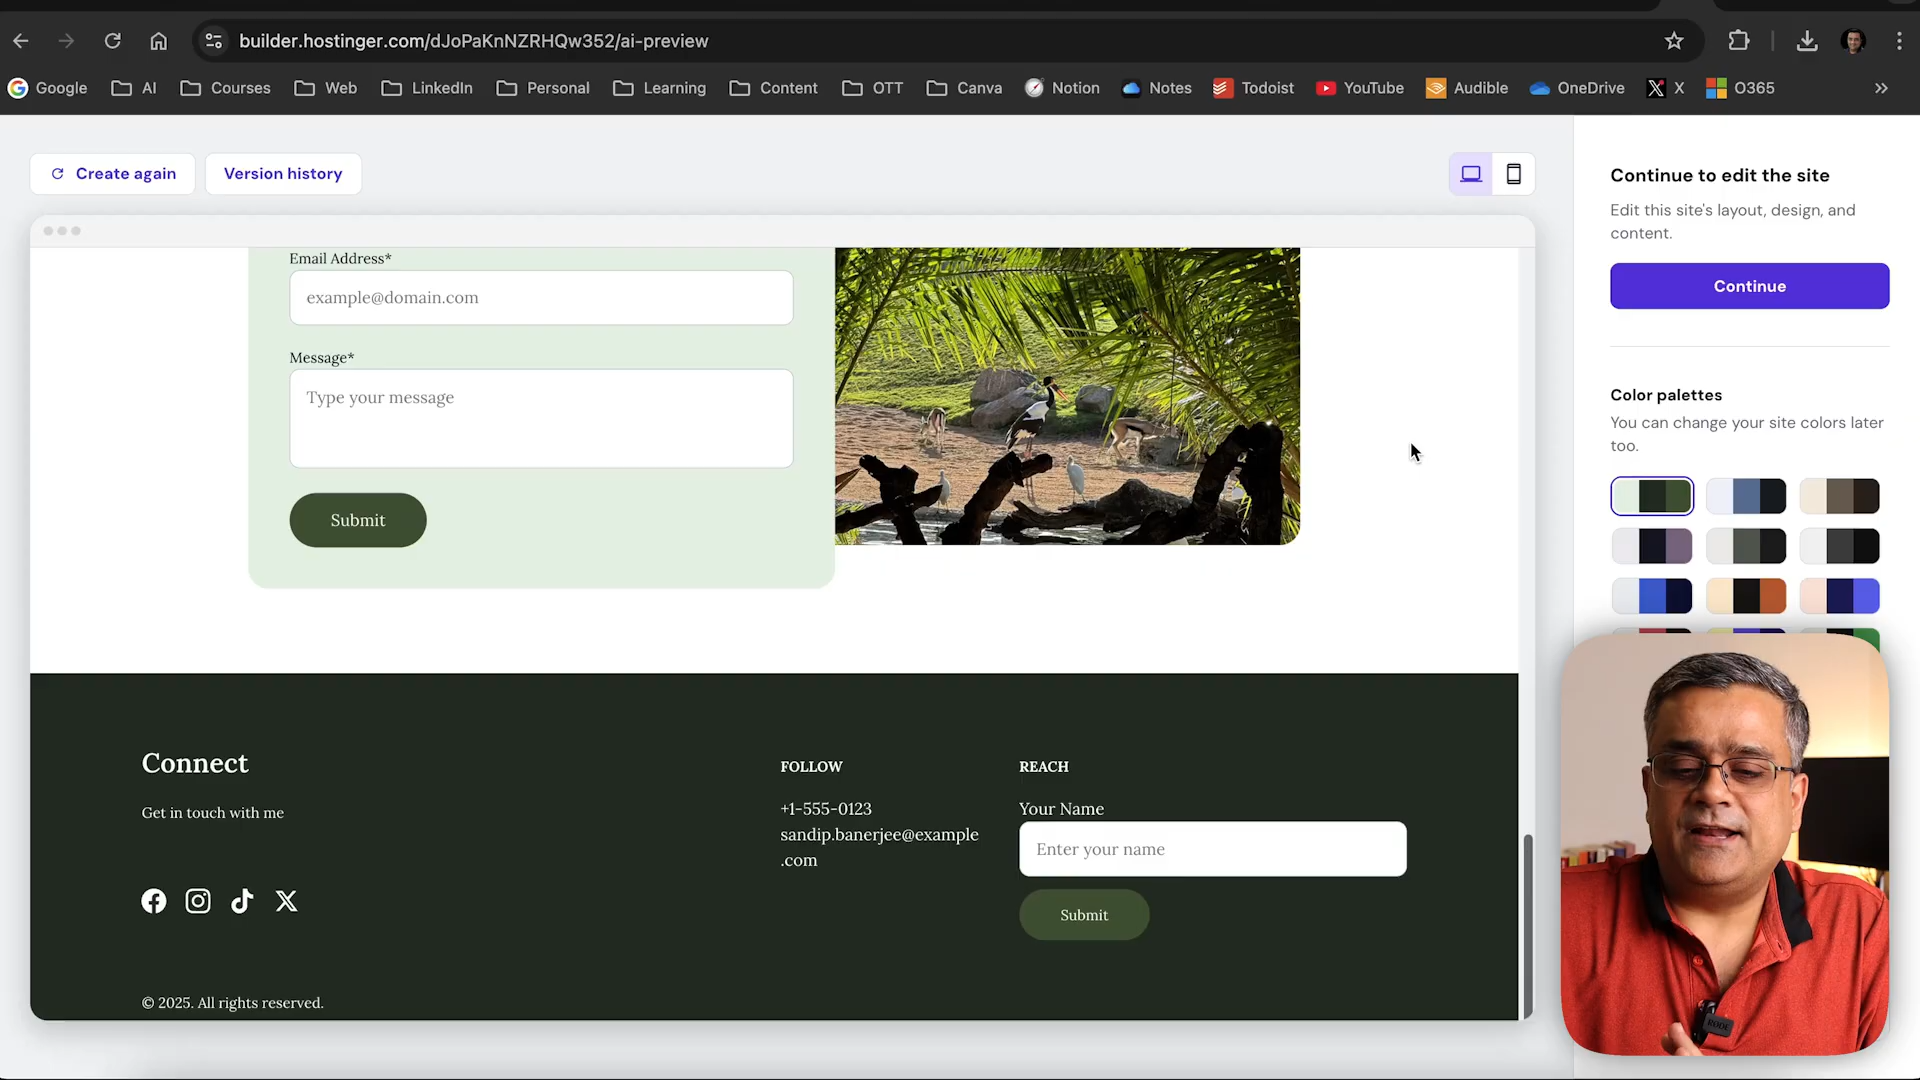 builder.hostinger.com/dJoPaKnNZRHQw352/ai-preview
Google AI Courses Web LinkedIn Personal Learning Content OTT Canva Notion Notes Todoist YouTube Audible OneDrive X O365
Create again
Version history
Email Address*
example@domain.com
Message*
Type your message
Submit
Connect
Get in touch with me
FOLLOW
+1-555-0123
sandip.banerjee@example
.com
REACH
Your Name
Enter your name
Submit
© 2025. All rights reserved.
Continue to edit the site
Edit this site's layout, design, and
content.
Continue
Color palettes
You can change your site colors later
too.
RODE